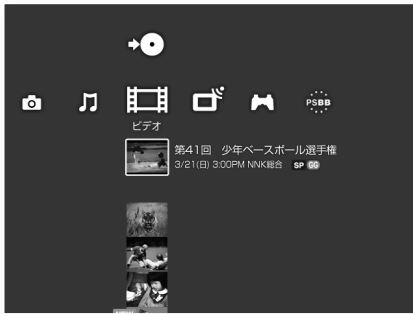 PSBB
ビデオ
第41回　少年ベースボール選手権
3/21(日) 3:00PM NNK総合 SP GG
NEW